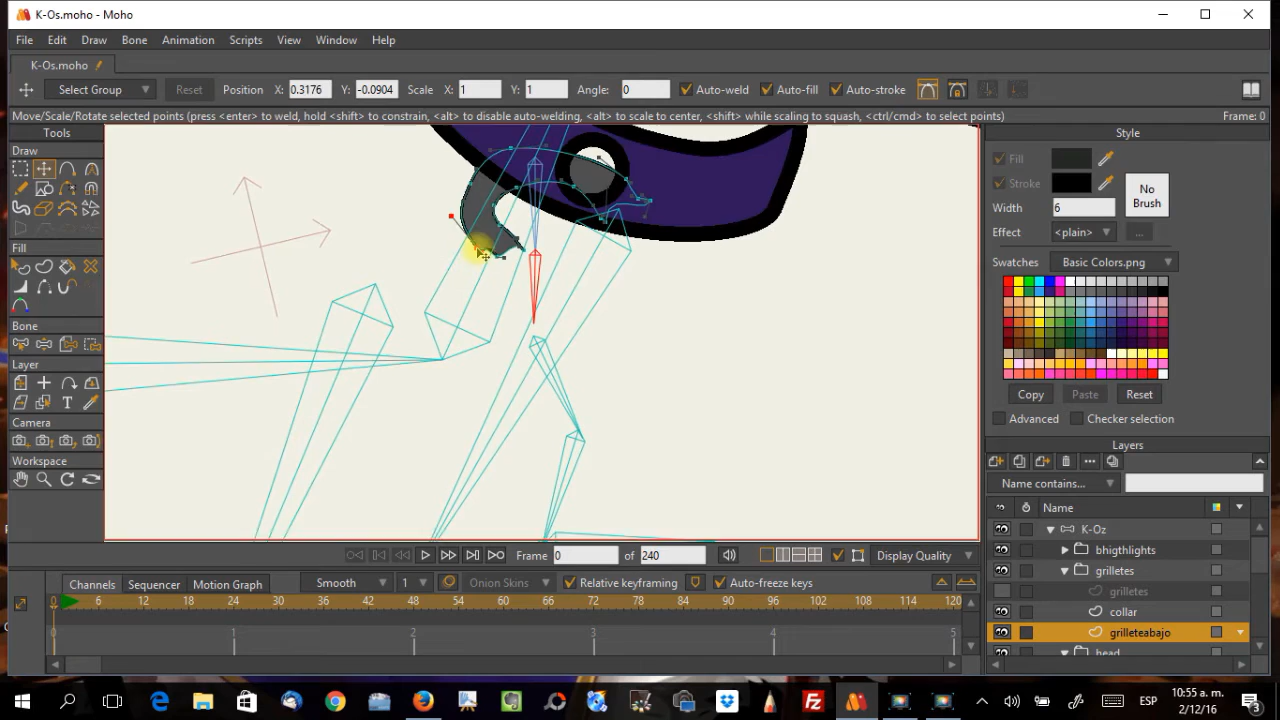 K-Os.moho - Moho
File Edit Draw Bone Animation Scripts View Window Help
K-Os.moho
Select Group Reset Position X: 0.3176 Y: -0.0904 Scale X: 1 Y: 1 Angle: 0 Auto-weld Auto-fill Auto-stroke
Move/Scale/Rotate selected points (press <enter> to weld, hold <shift> to constrain, <alt> to disable auto-welding, <alt> to scale to center, <shift> while scaling to squash, <ctrl/cmd> to select points) Frame: 0
Tools
Draw
Fill
Bone
Layer
Camera
Workspace
Style
Fill
Stroke
No Brush
Width 6
Effect <plain> ...
Swatches Basic Colors.png
Copy Paste Reset
Advanced Checker selection
Layers
Name contains...
Name
K-Oz
bhigthlights
grilletes
grilletes
collar
grilleteabajo
head
Frame 0 of 240 Display Quality
Channels Sequencer Motion Graph Smooth 1 Onion Skins Relative keyframing Auto-freeze keys
0 6 12 18 24 30 36 42 48 54 60 66 72 78 84 90 96 102 108 114 120
0 1 2 3 4 5
ESP
10:55 a. m.
2/12/16
3